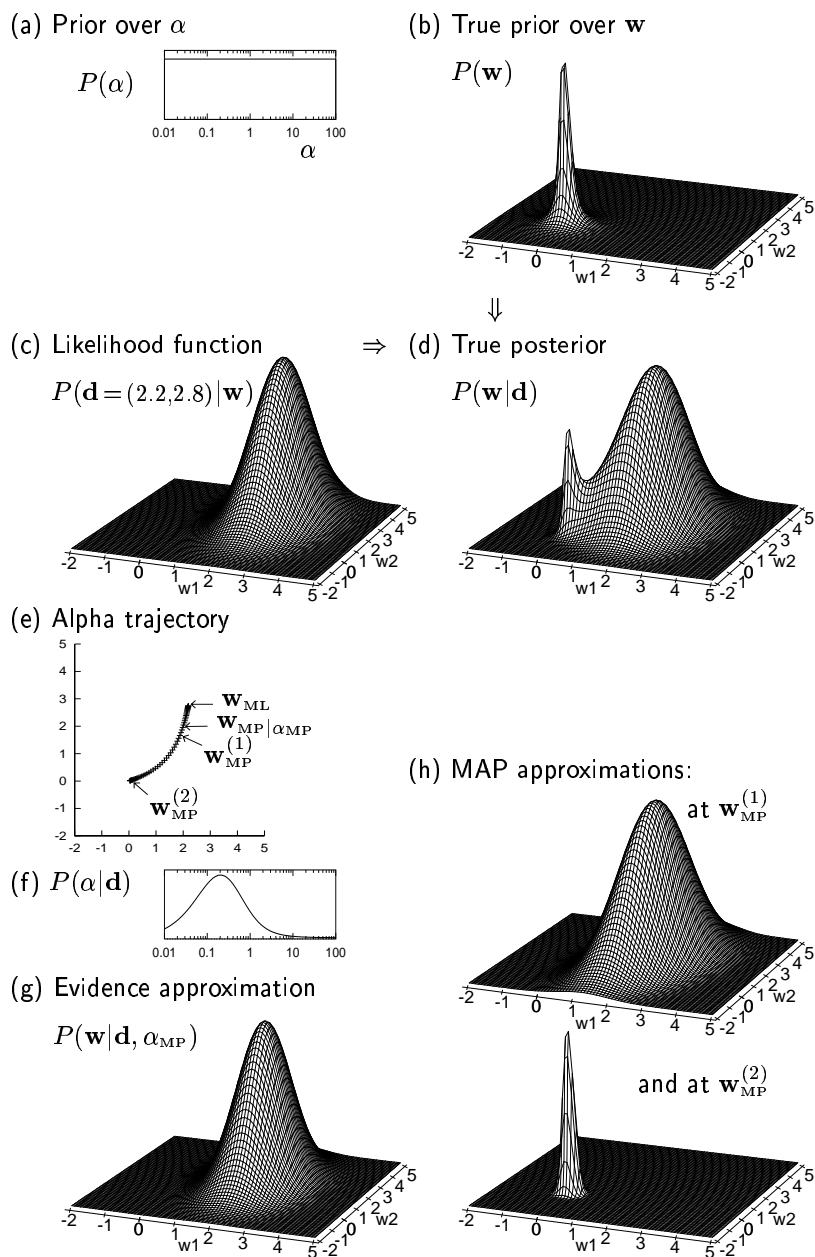 (a) Prior over α
P(α)
0.01 0.1 1 10 100
α
(b) True prior over w
P(w)
-2 -1 0 1 2 3 4 5
w1
-2 -1 0 1 2 3 4 5
w2
⇓
(c) Likelihood function
P(d=(2.2,2.8)|w)
-2 -1 0 1 2 3 4 5
w1
-2 -1 0 1 2 3 4 5
w2
⇒
(d) True posterior
P(w|d)
-2 -1 0 1 2 3 4 5
w1
-2 -1 0 1 2 3 4 5
w2
(e) Alpha trajectory
5
4
3
2
1
0
-1
-2
-2 -1 0 1 2 3 4 5
w_ML
w_MP|α_MP
w_MP^(1)
w_MP^(2)
(f) P(α|d)
0.01 0.1 1 10 100
(g) Evidence approximation
P(w|d, α_MP)
-2 -1 0 1 2 3 4 5
w1
-2 -1 0 1 2 3 4 5
w2
(h) MAP approximations:
at w_MP^(1)
-2 -1 0 1 2 3 4 5
w1
-2 -1 0 1 2 3 4 5
w2
and at w_MP^(2)
-2 -1 0 1 2 3 4 5
w1
-2 -1 0 1 2 3 4 5
w2